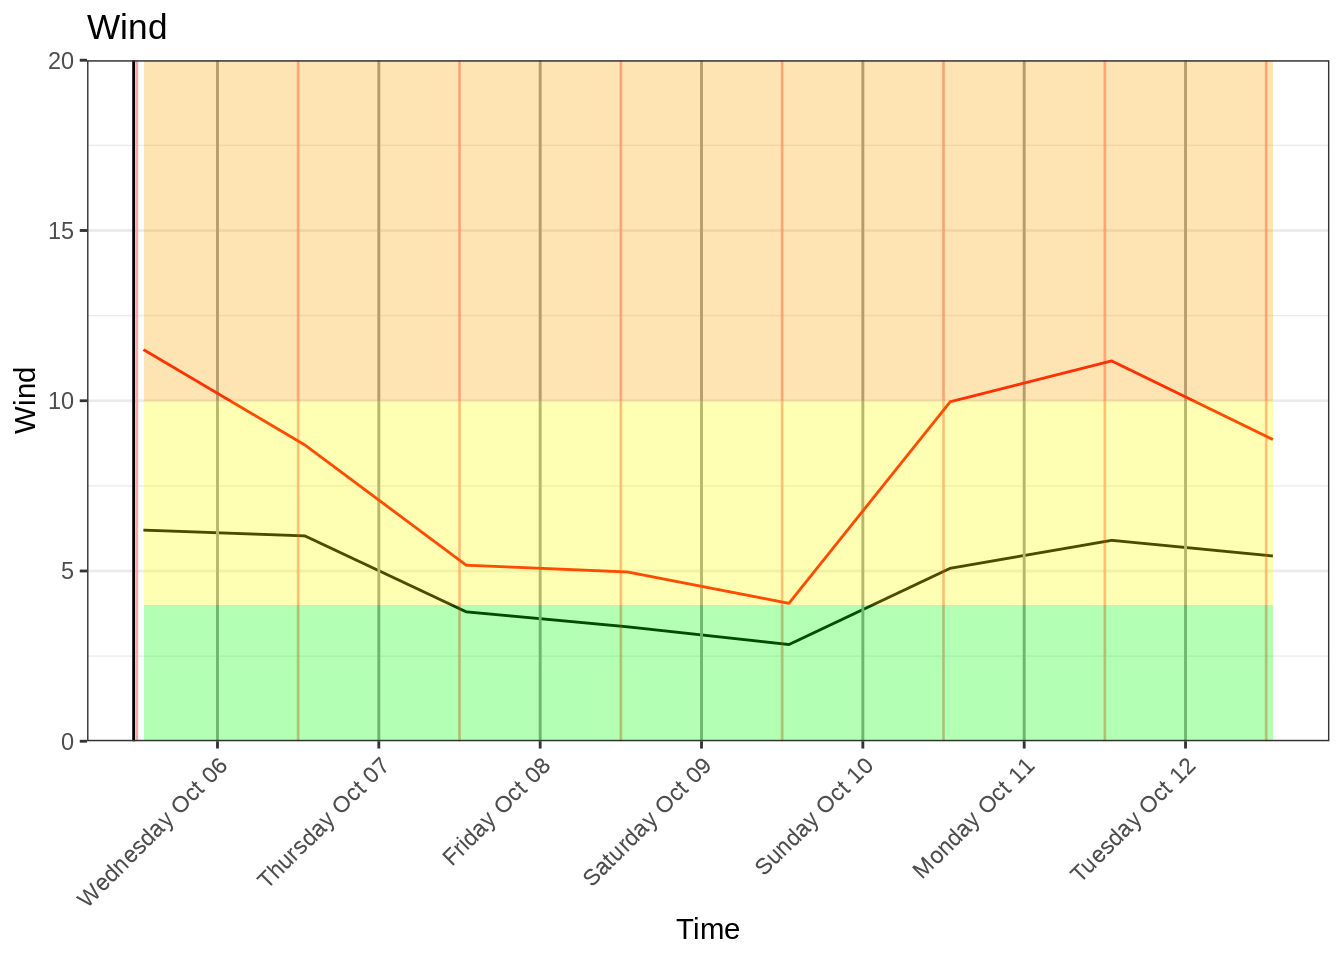 Wind
20
15
10
5
0
Wind
Wednesday Oct 06
Thursday Oct 07
Friday Oct 08
Saturday Oct 09
Sunday Oct 10
Monday Oct 11
Tuesday Oct 12
Time